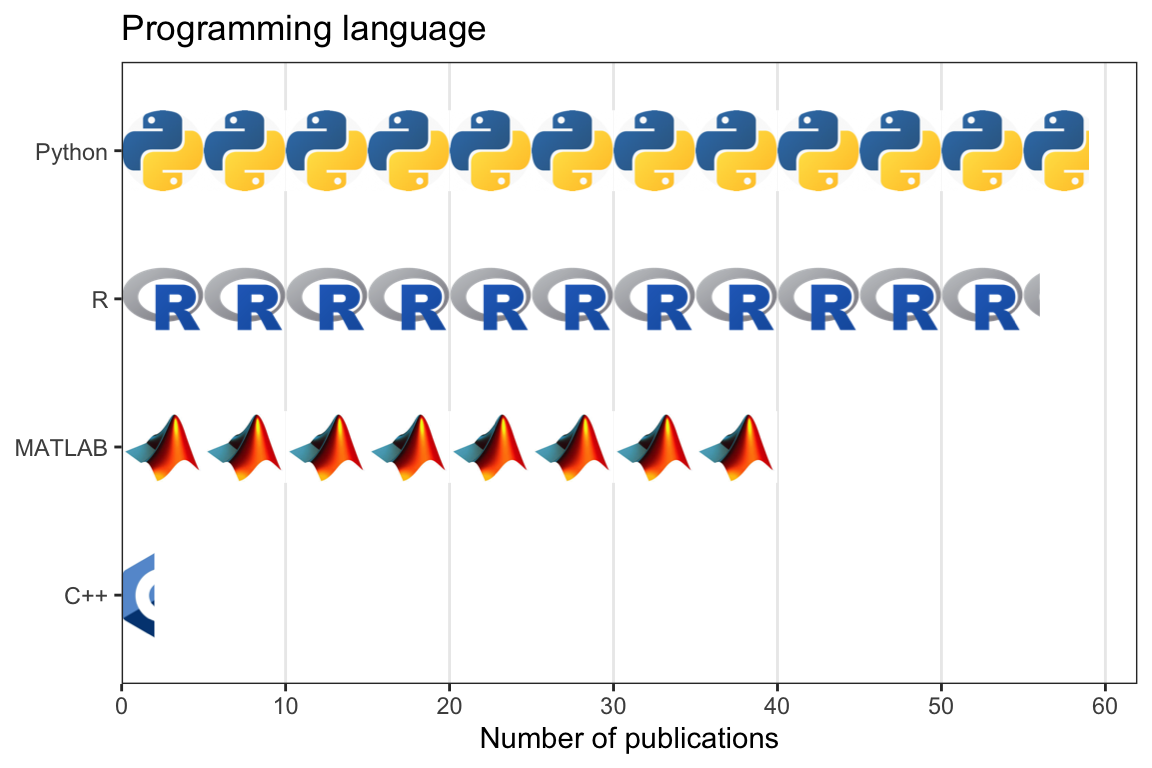 Programming language
Python
R
R R R R R R R R R R R
MATLAB
C++
0 10 20 30 40 50 60
Number of publications